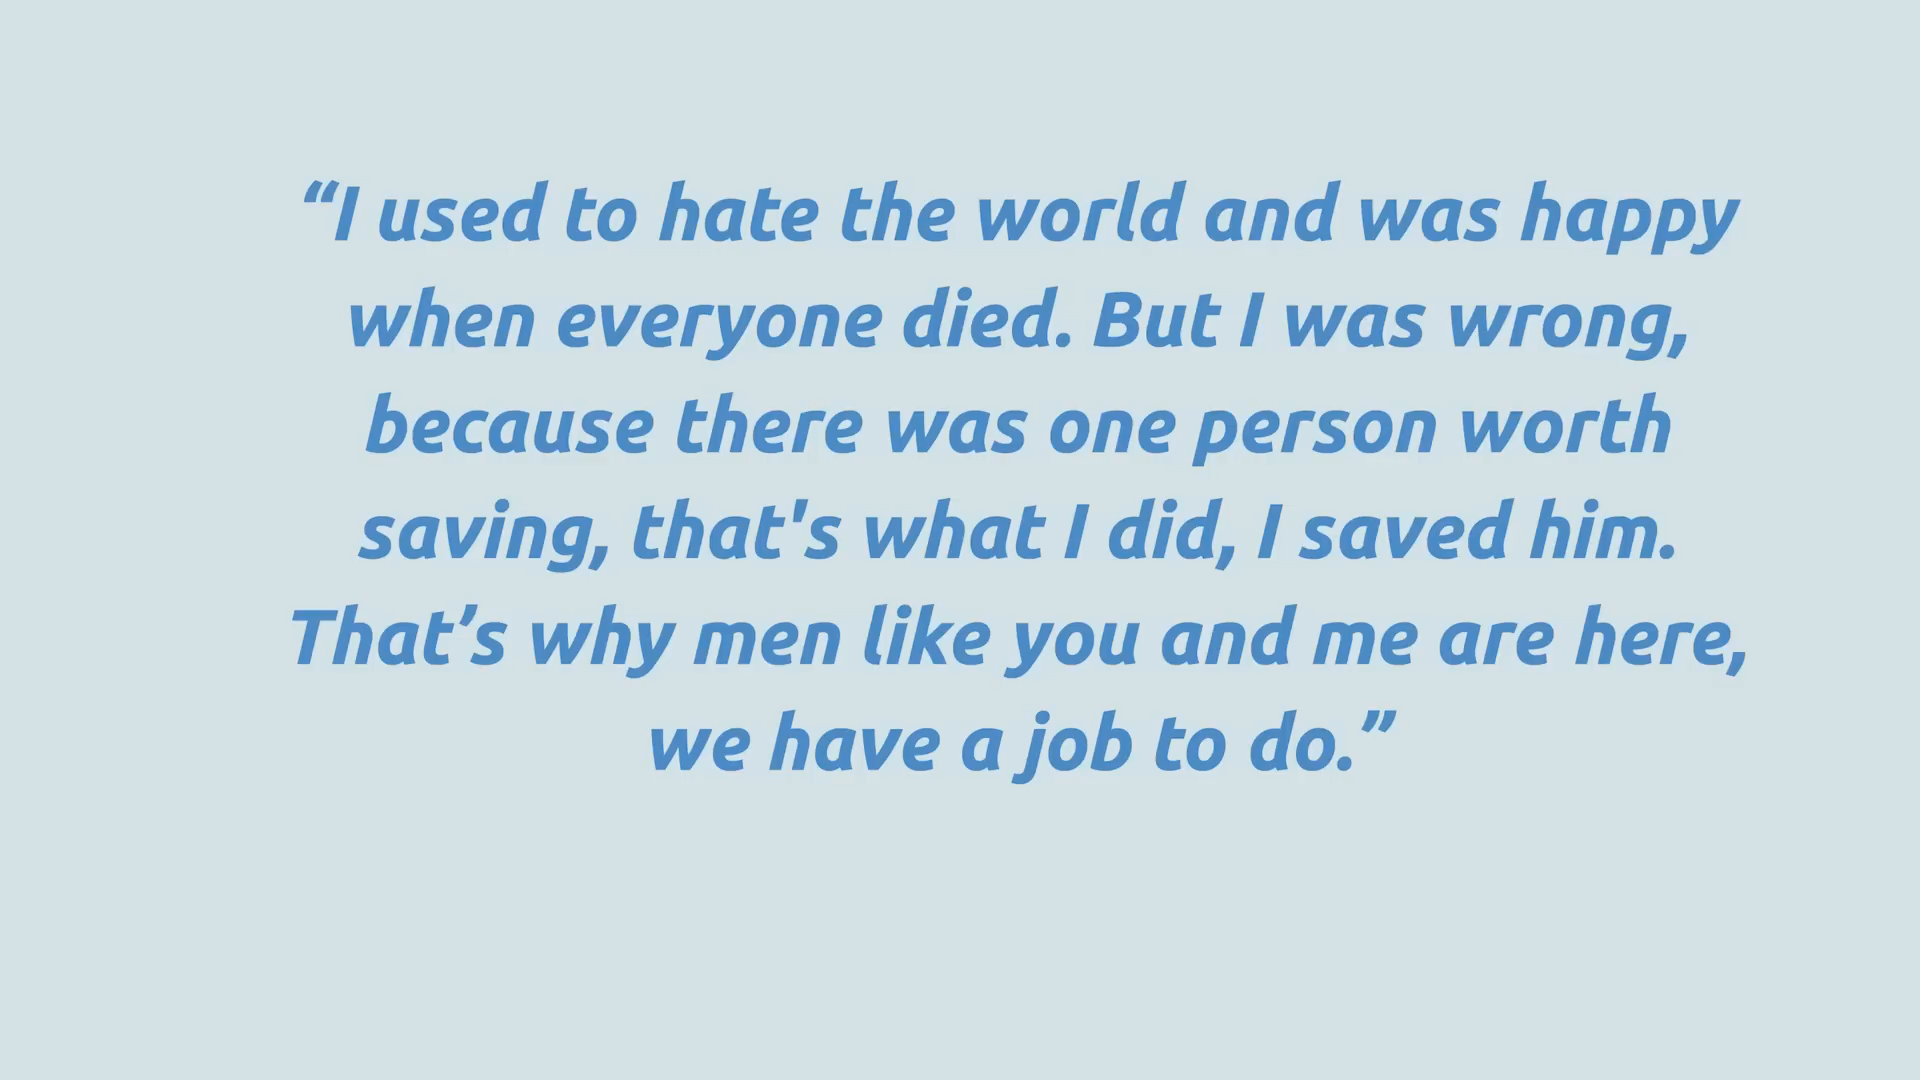 “I used to hate the world and was happy
when everyone died. But I was wrong,
because there was one person worth
saving, that's what I did, I saved him.
That’s why men like you and me are here,
we have a job to do.”